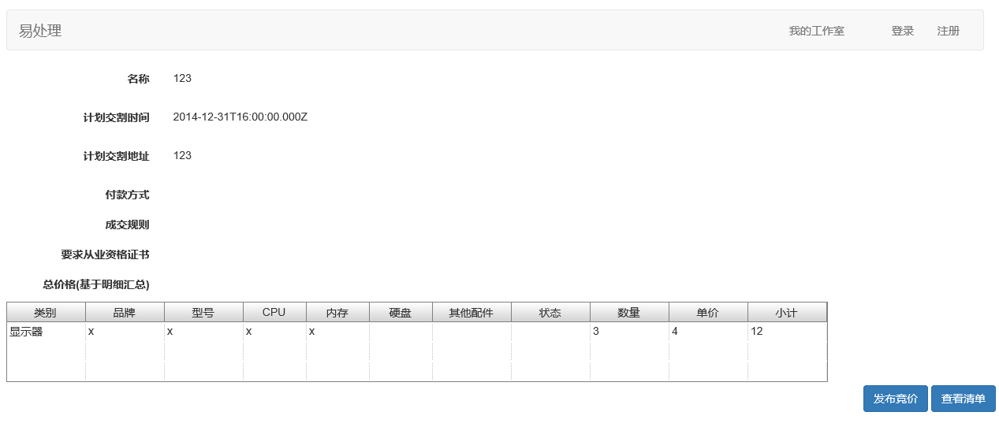 易处理 我的工作室 登录 注册
名称 123
计划交割时间 2014-12-31T16:00:00.000Z
计划交割地址 123
付款方式
成交规则
要求从业资格证书
总价格(基于明细汇总)
类别 品牌 型号 CPU 内存 硬盘 其他配件 状态 数量 单价 小计
显示器 x x x x 3 4 12
发布竞价 查看清单